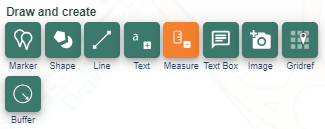 Draw and create
a
Marker Shape Line Text Measure Text Box Image Gridref
Buffer